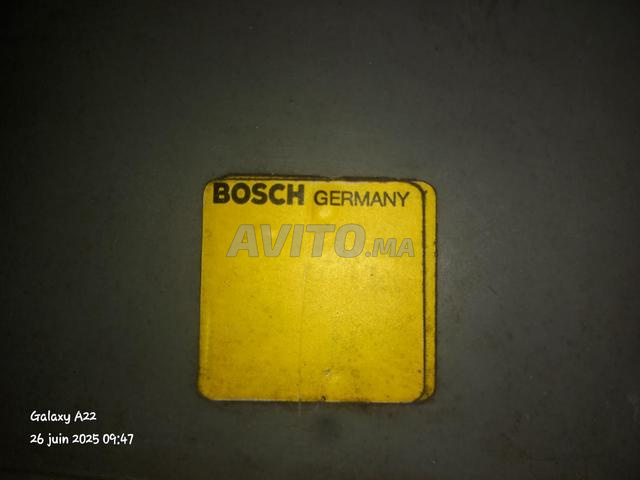 BOSCH GERMANY
AVITO.MA
Galaxy A22
26 juin 2025 09:47